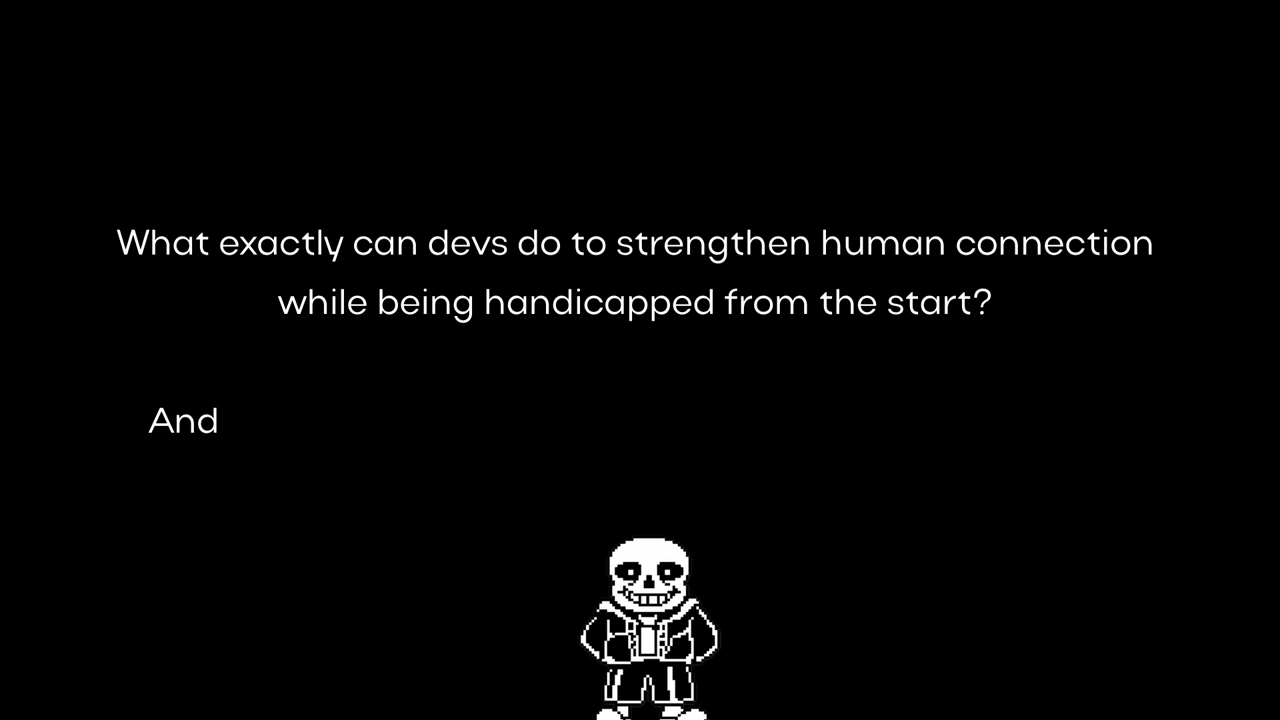 What exactly can devs do to strengthen human connection
while being handicapped from the start?
And